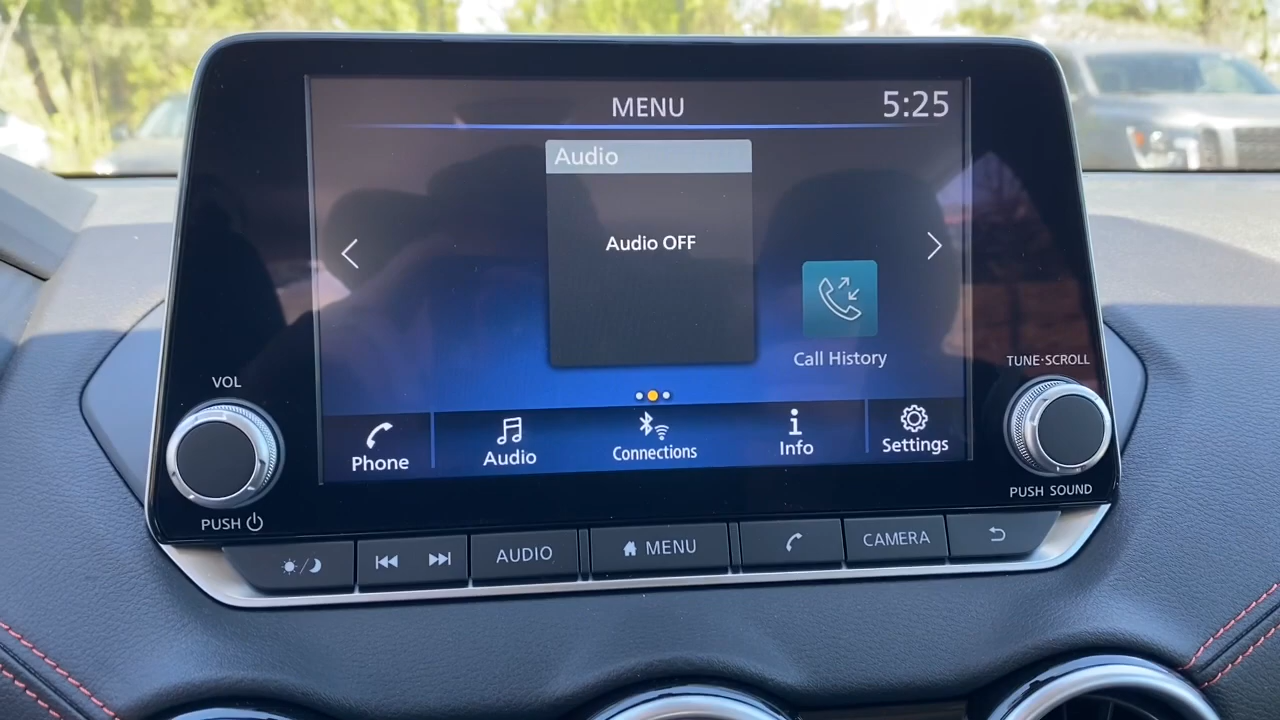 MENU
5:25
Audio
Audio OFF
Call History
VOL
TUNE·SCROLL
Phone
Audio
Connections
Info
Settings
PUSH
PUSH SOUND
AUDIO
MENU
CAMERA